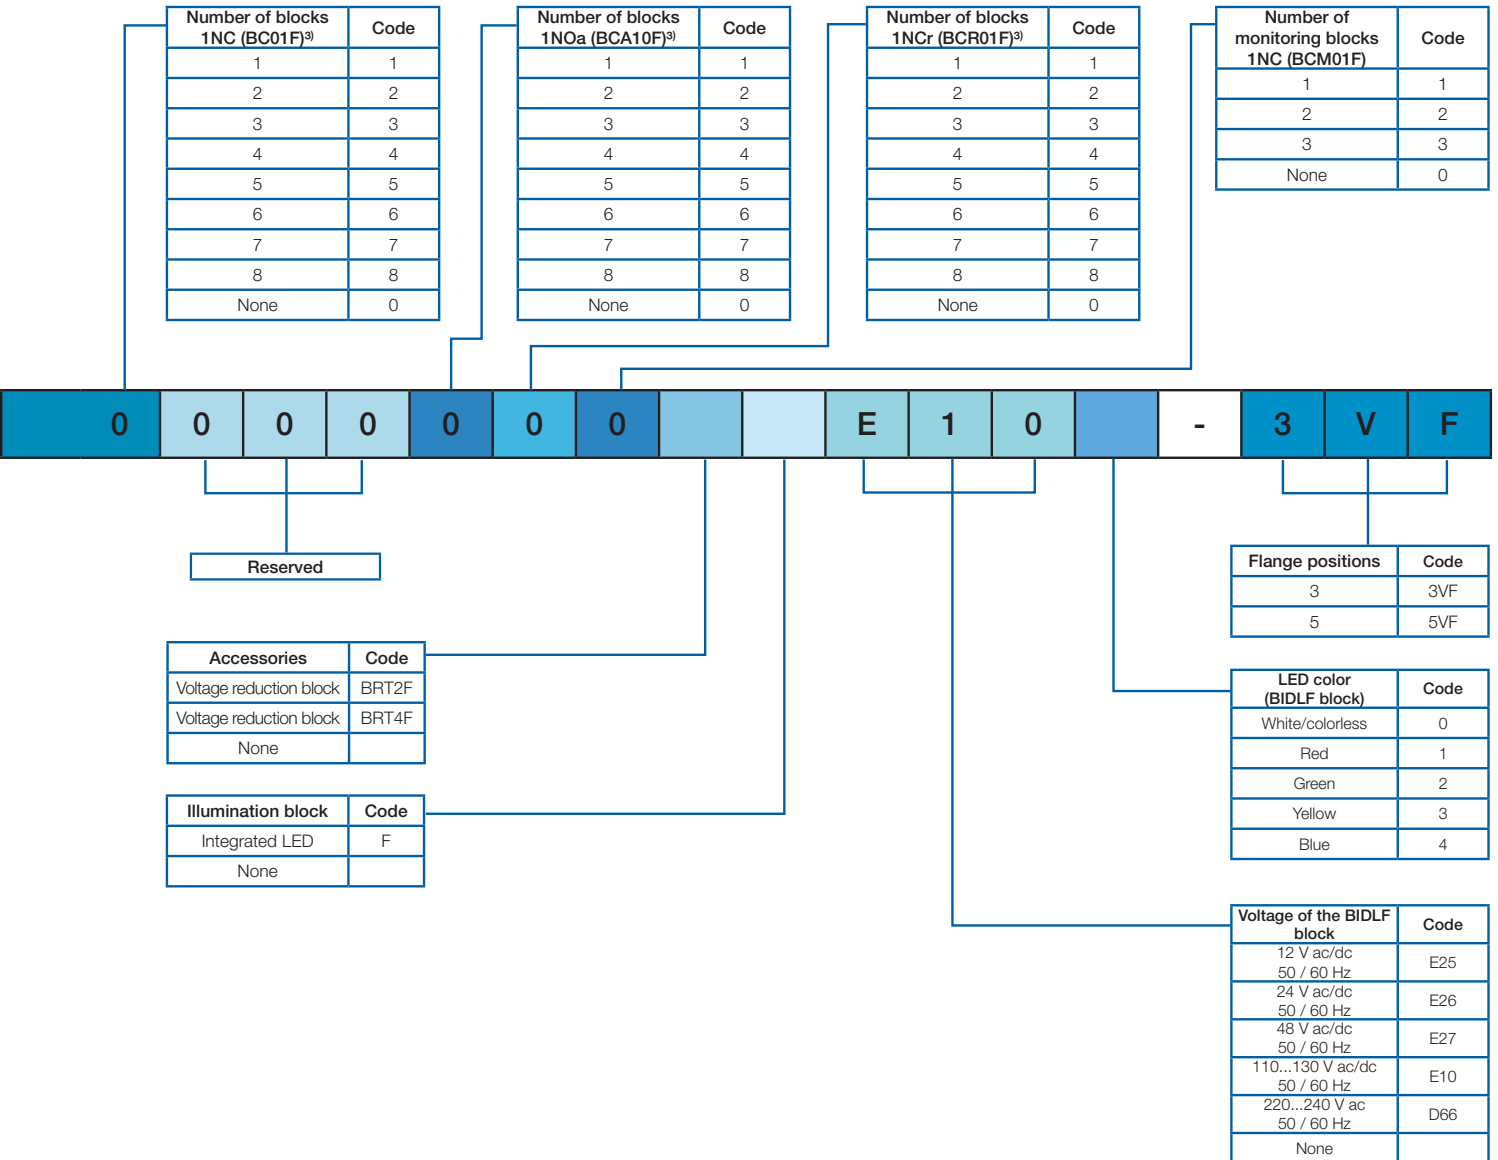 Number of blocks
1NC (BC01F)³⁾ Code
1 1
2 2
3 3
4 4
5 5
6 6
7 7
8 8
None 0
Number of blocks
1NOa (BCA10F)³⁾ Code
1 1
2 2
3 3
4 4
5 5
6 6
7 7
8 8
None 0
Number of blocks
1NCr (BCR01F)³⁾ Code
1 1
2 2
3 3
4 4
5 5
6 6
7 7
8 8
None 0
Number of
monitoring blocks Code
1NC (BCM01F)
1 1
2 2
3 3
None 0
0 0 0 0 0 0 0 E 1 0 - 3 V F
Reserved
Accessories Code
Voltage reduction block BRT2F
Voltage reduction block BRT4F
None
Illumination block Code
Integrated LED F
None
Flange positions Code
3 3VF
5 5VF
LED color
(BIDLF block) Code
White/colorless 0
Red 1
Green 2
Yellow 3
Blue 4
Voltage of the BIDLF
block Code
12 V ac/dc
50 / 60 Hz E25
24 V ac/dc
50 / 60 Hz E26
48 V ac/dc
50 / 60 Hz E27
110...130 V ac/dc
50 / 60 Hz E10
220...240 V ac
50 / 60 Hz D66
None